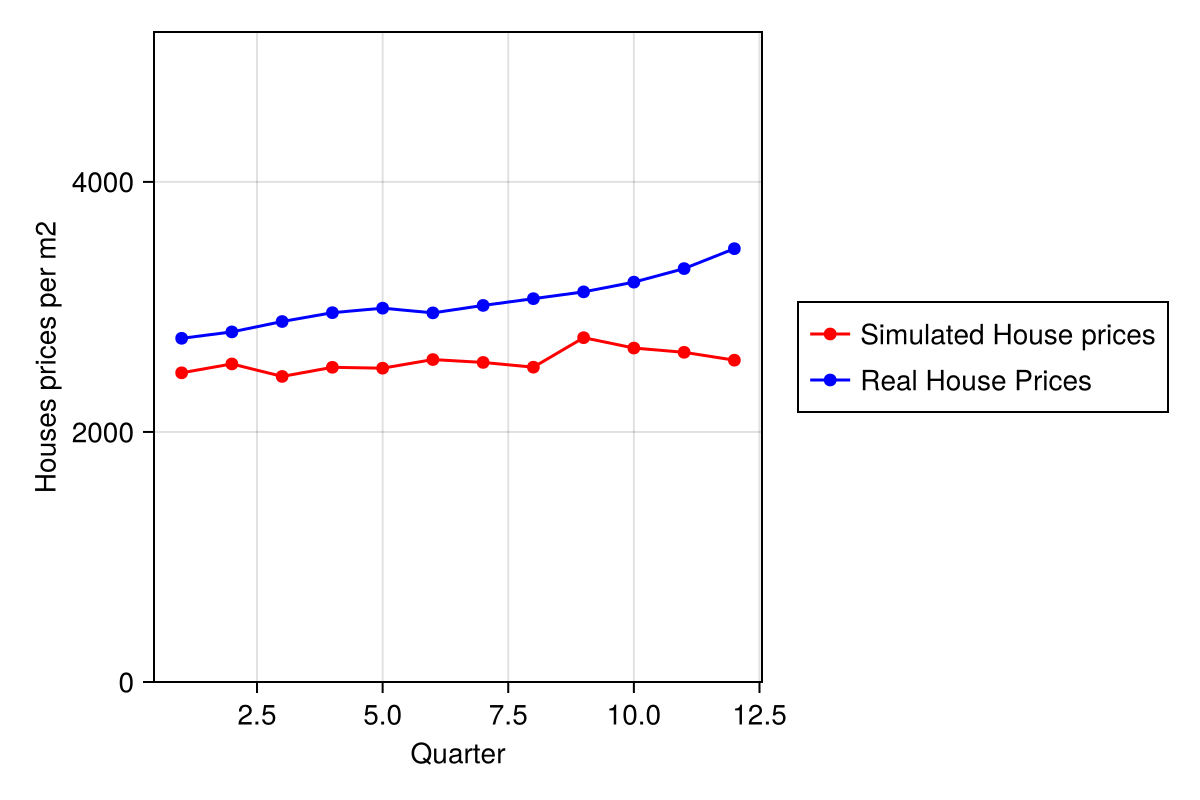 4000
2000
0
Houses prices per m2
2.5 5.0 7.5 10.0 12.5
Quarter
Simulated House prices
Real House Prices